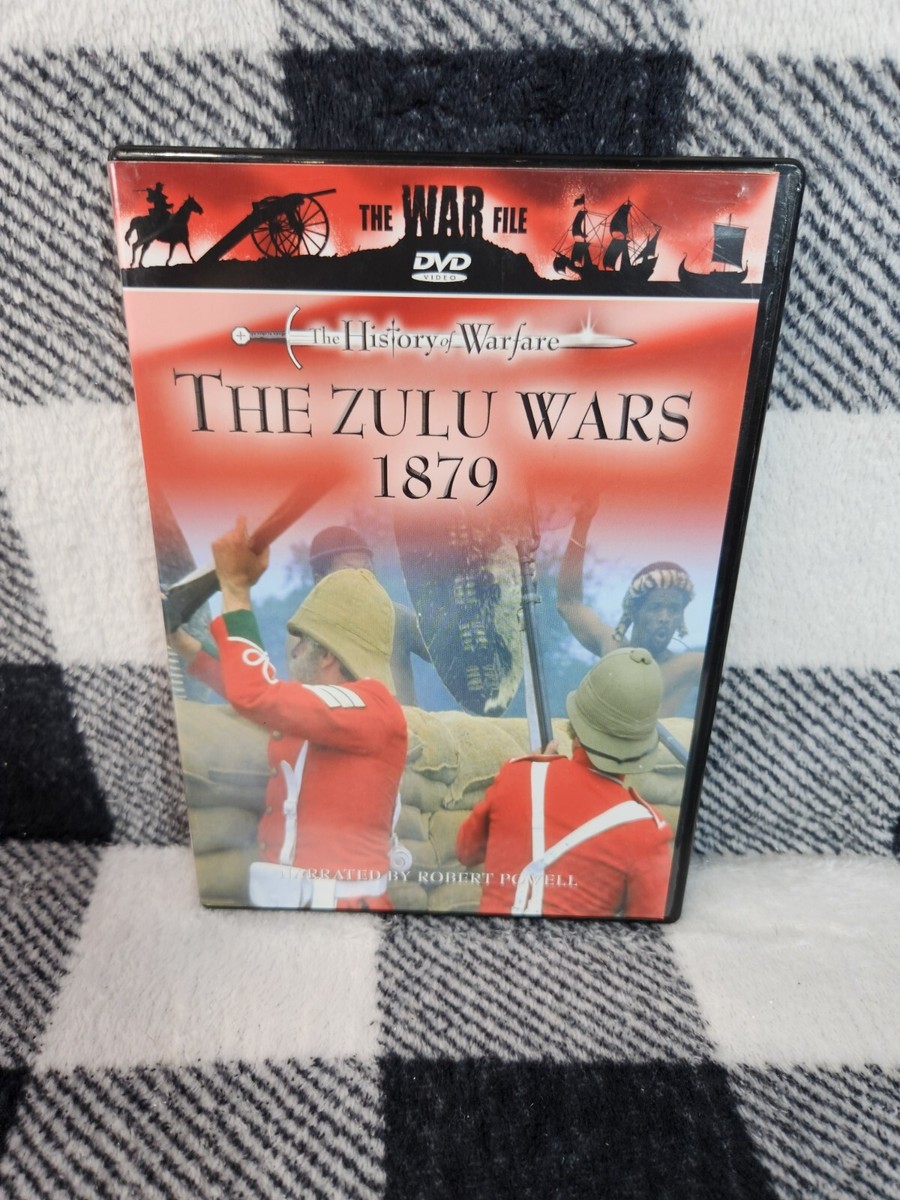 THE WAR FILE
DVD
VIDEO
The History of Warfare
THE ZULU WARS
1879
NARRATED BY ROBERT POWELL